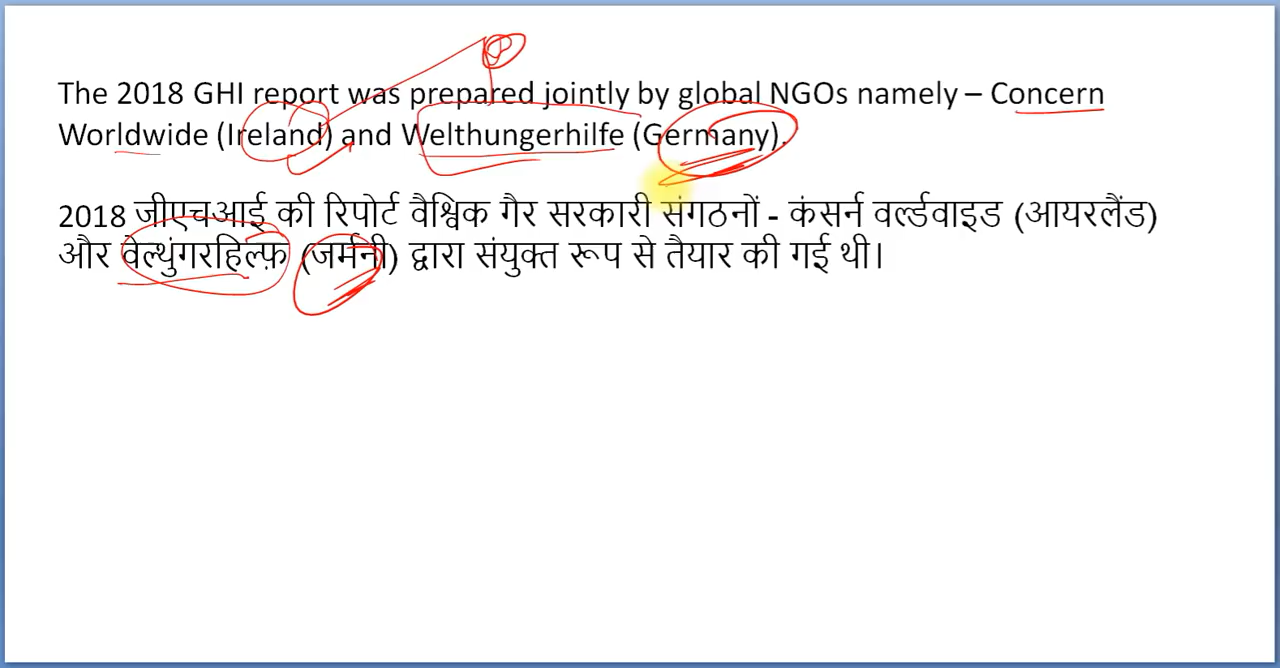 The 2018 GHI report was prepared jointly by global NGOs namely – Concern
Worldwide (Ireland) and Welthungerhilfe (Germany).
2018 जीएचआई की रिपोर्ट वैश्विक गैर सरकारी संगठनों - कंसर्न वर्ल्डवाइड (आयरलैंड)
और वेल्थुंगरहिल्फ़े (जर्मनी) द्वारा संयुक्त रूप से तैयार की गई थी।